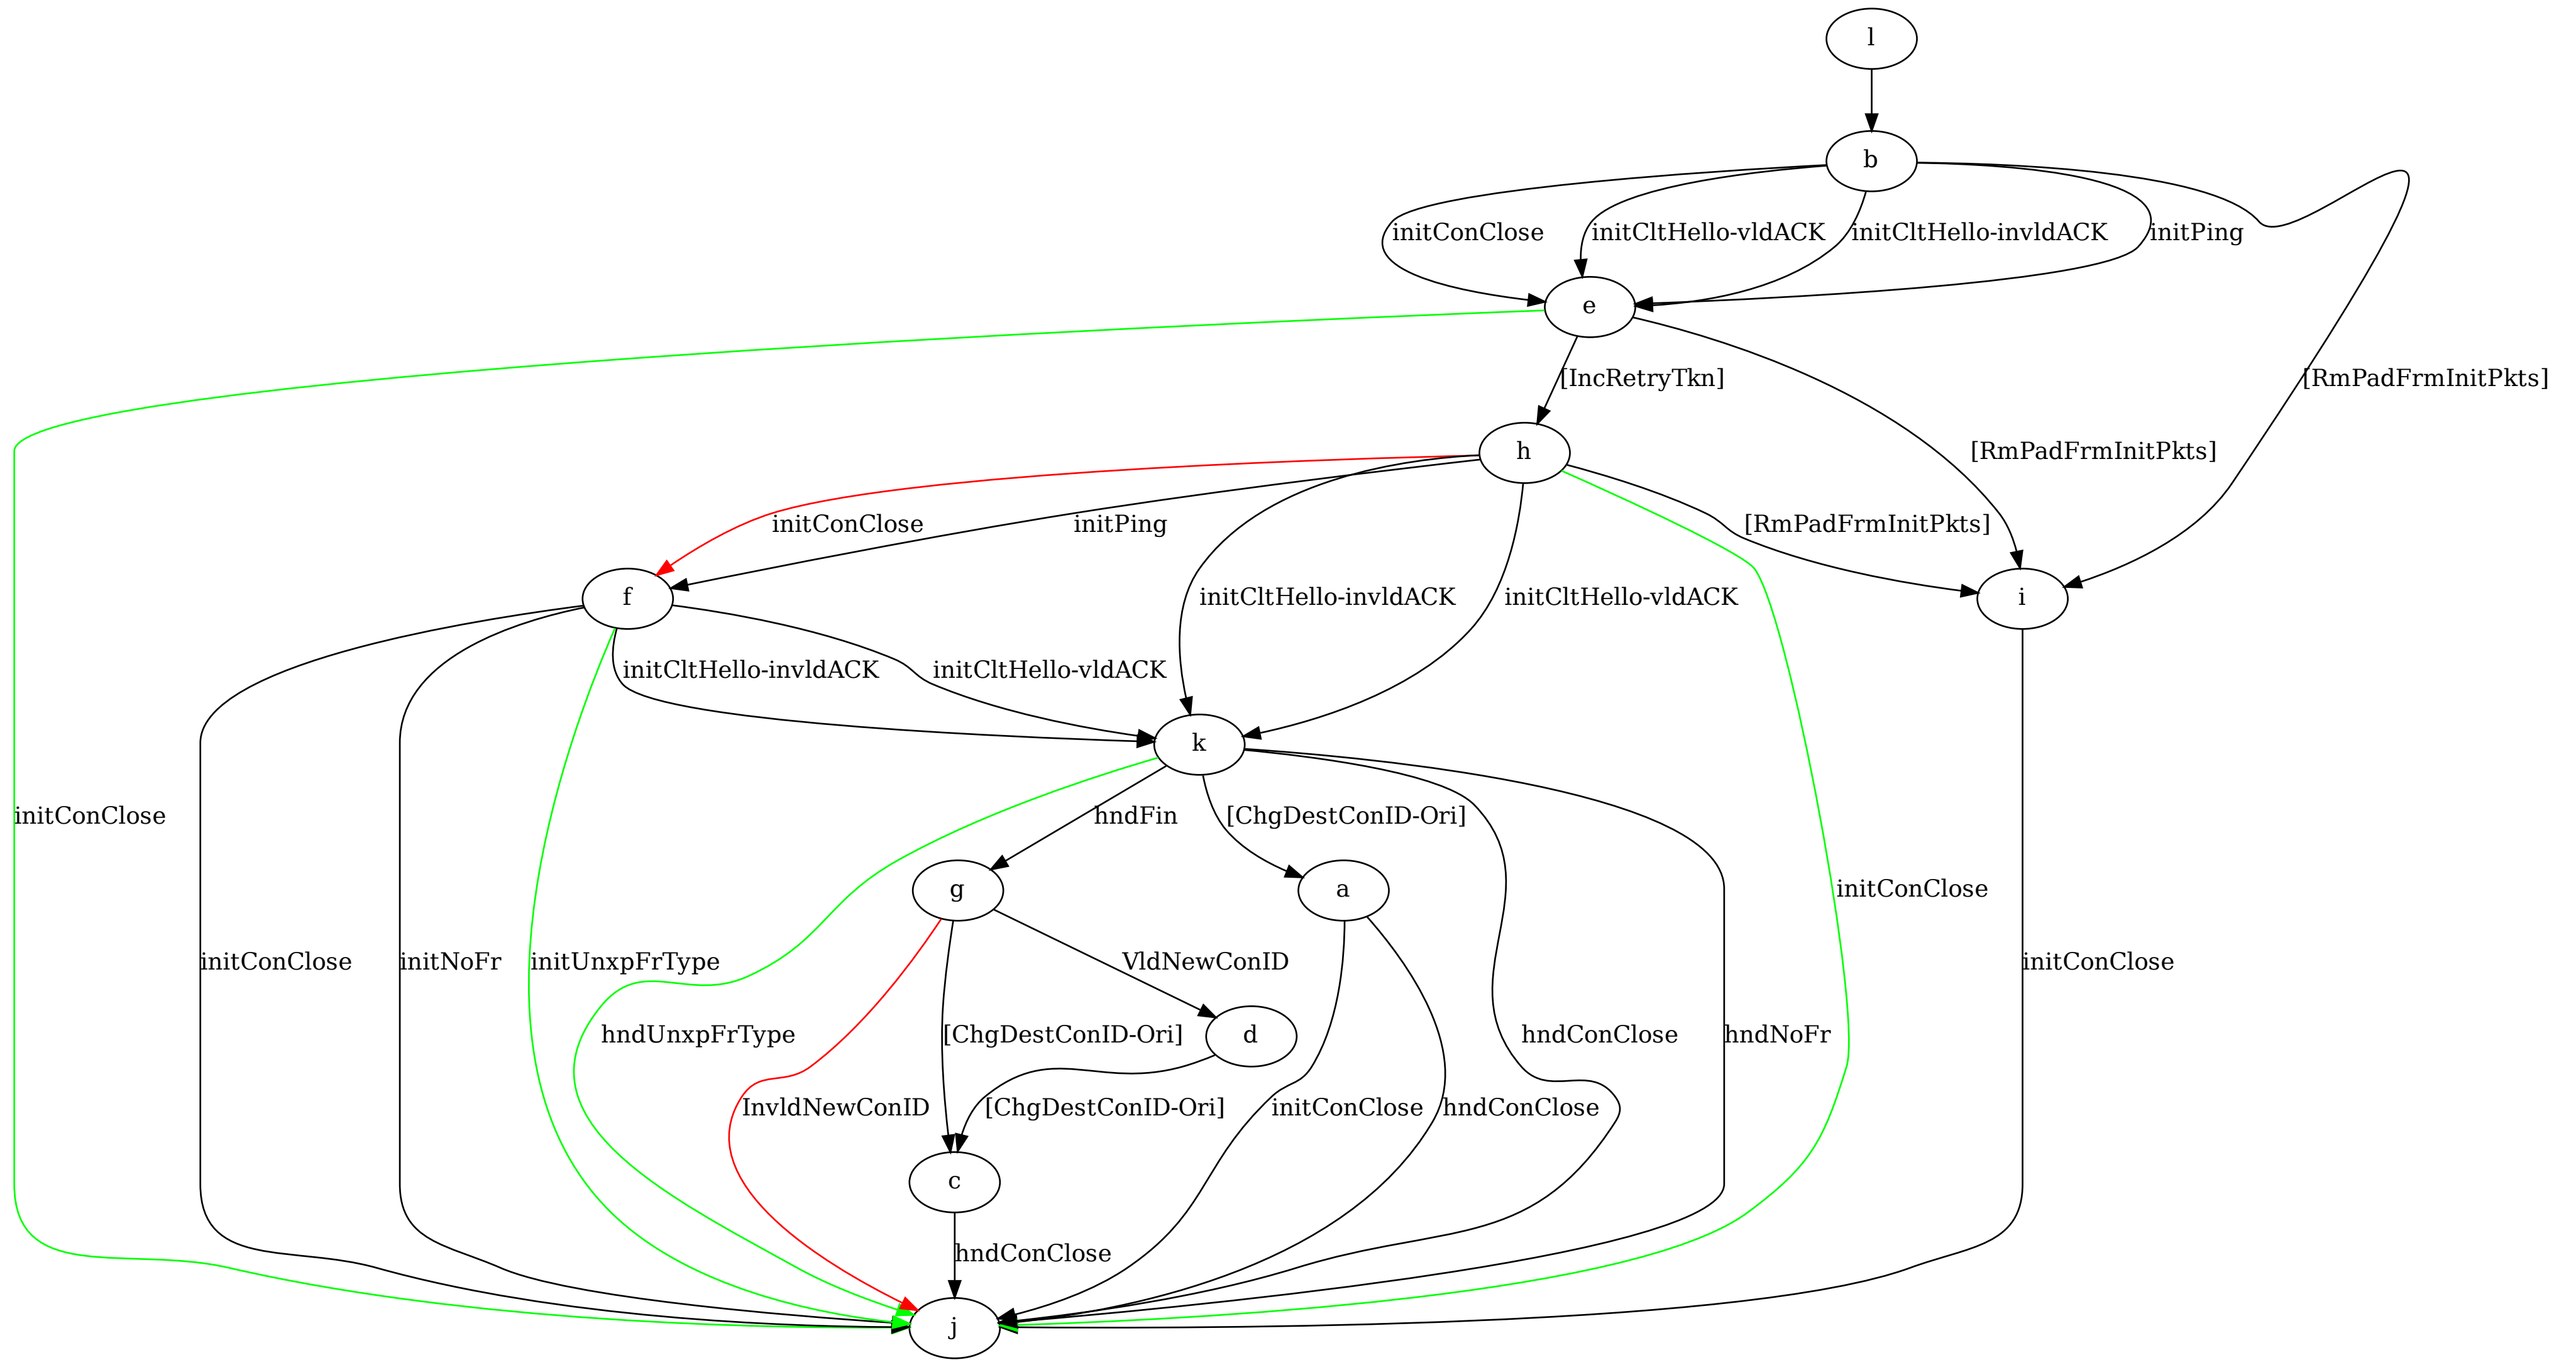 l
b
initConClose
initCltHello-vldACK
initCltHello-invldACK
initPing
e
[IncRetryTkn]
[RmPadFrmInitPkts]
h
[RmPadFrmInitPkts]
initConClose
initPing
[RmPadFrmInitPkts]
f
initCltHello-invldACK
initCltHello-vldACK
i
initCltHello-invldACK
initCltHello-vldACK
k
initConClose
hndFin
[ChgDestConID-Ori]
g
a
initConClose
initConClose
initNoFr
initUnxpFrType
VldNewConID
initConClose
hndUnxpFrType
[ChgDestConID-Ori]
d
hndConClose
hndNoFr
InvldNewConID
[ChgDestConID-Ori]
initConClose
hndConClose
c
hndConClose
j